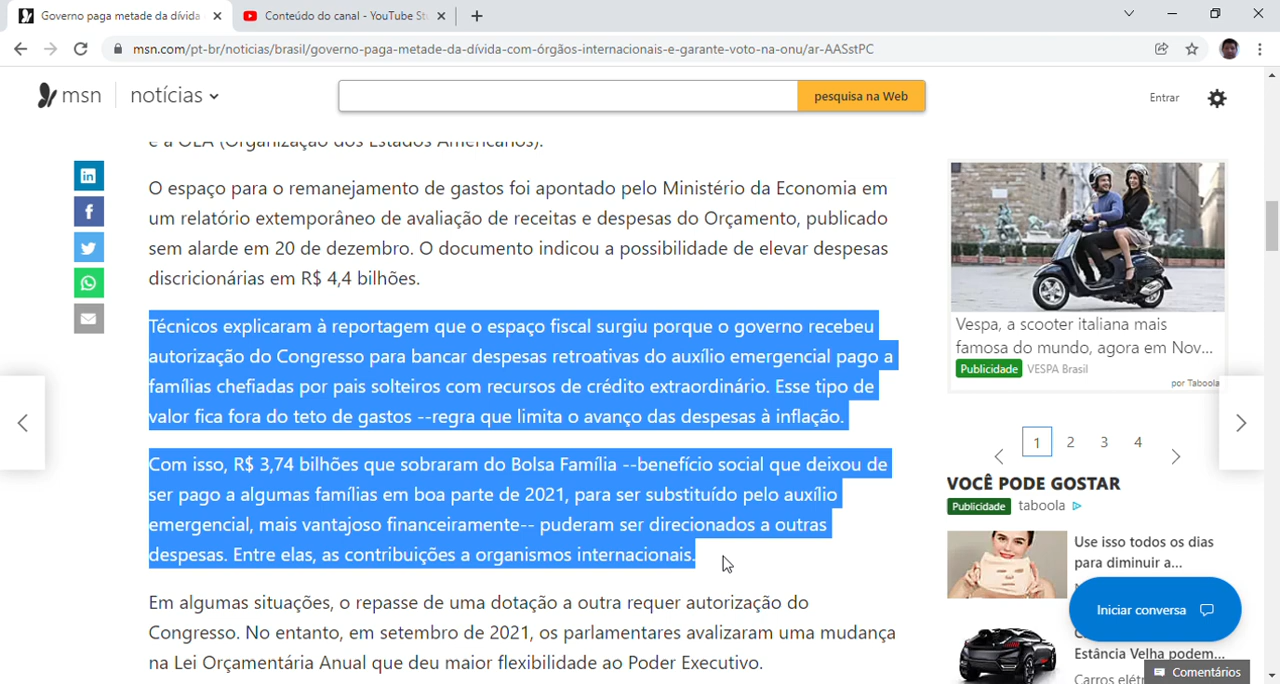 Governo paga metade da dívida
Conteúdo do canal - YouTube St
msn.com/pt-br/noticias/brasil/governo-paga-metade-da-dívida-com-órgãos-internacionais-e-garante-voto-na-onu/ar-AASstPC
msn
notícias
pesquisa na Web
Entrar
e a OEA (Organização dos Estados Americanos).
O espaço para o remanejamento de gastos foi apontado pelo Ministério da Economia em
um relatório extemporâneo de avaliação de receitas e despesas do Orçamento, publicado
sem alarde em 20 de dezembro. O documento indicou a possibilidade de elevar despesas
discricionárias em R$ 4,4 bilhões.
Técnicos explicaram à reportagem que o espaço fiscal surgiu porque o governo recebeu
autorização do Congresso para bancar despesas retroativas do auxílio emergencial pago a
famílias chefiadas por pais solteiros com recursos de crédito extraordinário. Esse tipo de
valor fica fora do teto de gastos --regra que limita o avanço das despesas à inflação.
Com isso, R$ 3,74 bilhões que sobraram do Bolsa Família --benefício social que deixou de
ser pago a algumas famílias em boa parte de 2021, para ser substituído pelo auxílio
emergencial, mais vantajoso financeiramente-- puderam ser direcionados a outras
despesas. Entre elas, as contribuições a organismos internacionais.
Em algumas situações, o repasse de uma dotação a outra requer autorização do
Congresso. No entanto, em setembro de 2021, os parlamentares avalizaram uma mudança
na Lei Orçamentária Anual que deu maior flexibilidade ao Poder Executivo.
Vespa, a scooter italiana mais
famosa do mundo, agora em Nov...
Publicidade VESPA Brasil
por Taboola
1 2 3 4
VOCÊ PODE GOSTAR
Publicidade taboola
Use isso todos os dias
para diminuir a...
Iniciar conversa
Estância Velha podem...
Carros elét
Comentários